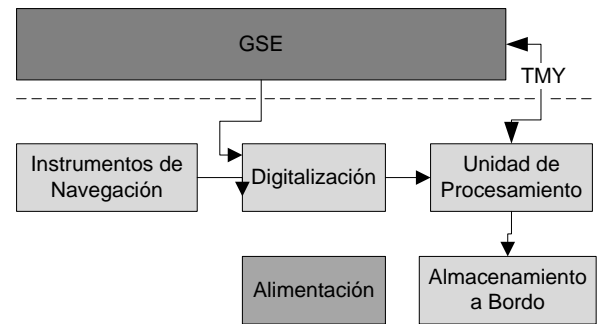 GSE
TMY
Instrumentos de
Navegación
Digitalización
Unidad de
Procesamiento
Alimentación
Almacenamiento
a Bordo